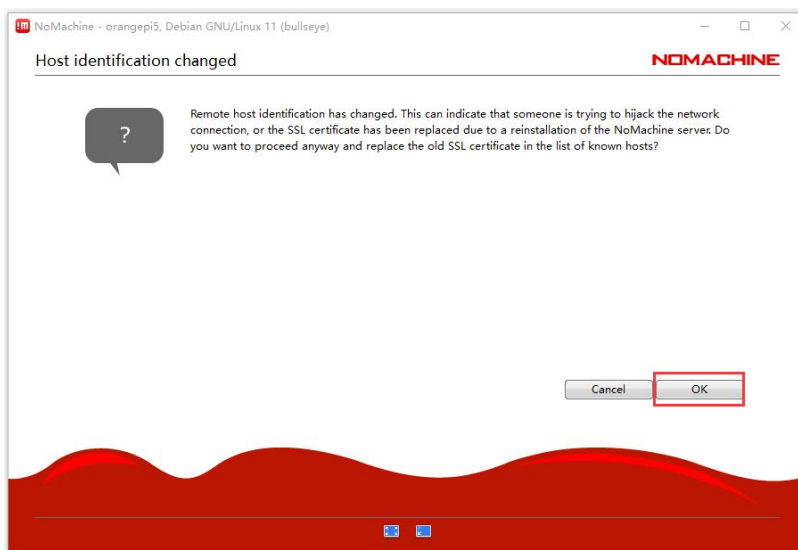 NoMachine - orangepi5, Debian GNU/Linux 11 (bullseye)
Host identification changed
NOMACHINE
?
Remote host identification has changed. This can indicate that someone is trying to hijack the network
connection, or the SSL certificate has been replaced due to a reinstallation of the NoMachine server. Do
you want to proceed anyway and replace the old SSL certificate in the list of known hosts?
Cancel
OK